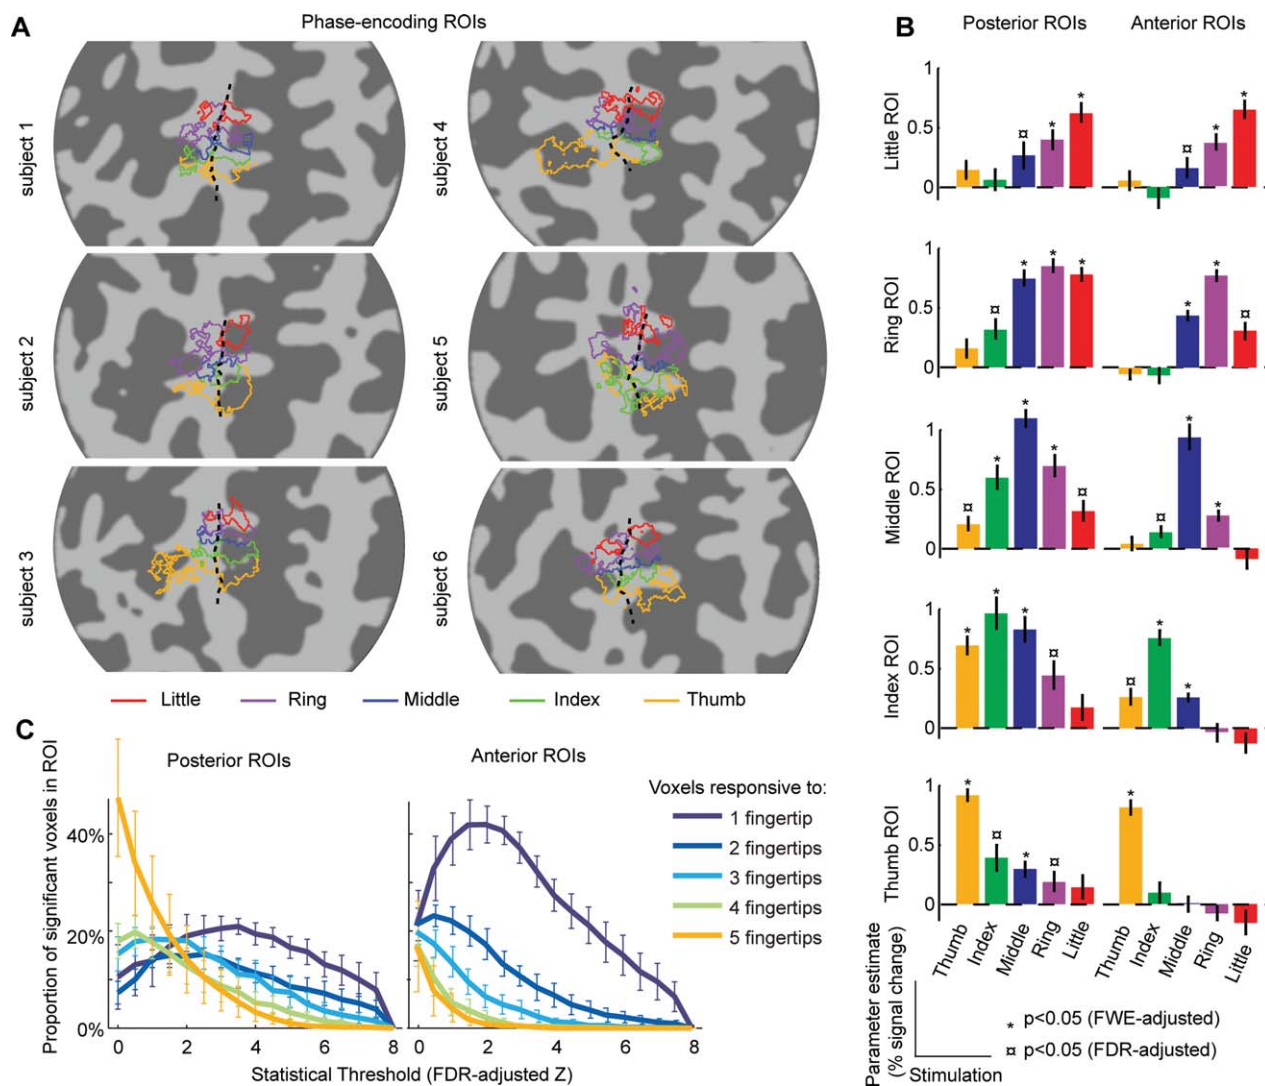 A
Phase-encoding ROIs
subject 1
subject 4
subject 2
subject 5
subject 3
subject 6
Little
Ring
Middle
Index
Thumb
B
Posterior ROIs
Anterior ROIs
Little ROI
1
0.5
0
*
*
¤
*
*
¤
Ring ROI
1
0.5
0
¤
*
*
*
*
*
¤
Middle ROI
1
0.5
0
¤
*
*
*
¤
¤
*
*
Index ROI
1
0.5
0
*
*
*
¤
¤
*
*
Thumb ROI
1
0.5
0
*
¤
*
¤
*
Thumb
Index
Middle
Ring
Little
Thumb
Index
Middle
Ring
Little
Parameter estimate
(% signal change)
Stimulation
* p<0.05 (FWE-adjusted)
¤ p<0.05 (FDR-adjusted)
C
Proportion of significant voxels in ROI
Posterior ROIs
Anterior ROIs
40%
20%
0%
0 2 4 6 8
0 2 4 6 8
Statistical Threshold (FDR-adjusted Z)
Voxels responsive to:
1 fingertip
2 fingertips
3 fingertips
4 fingertips
5 fingertips